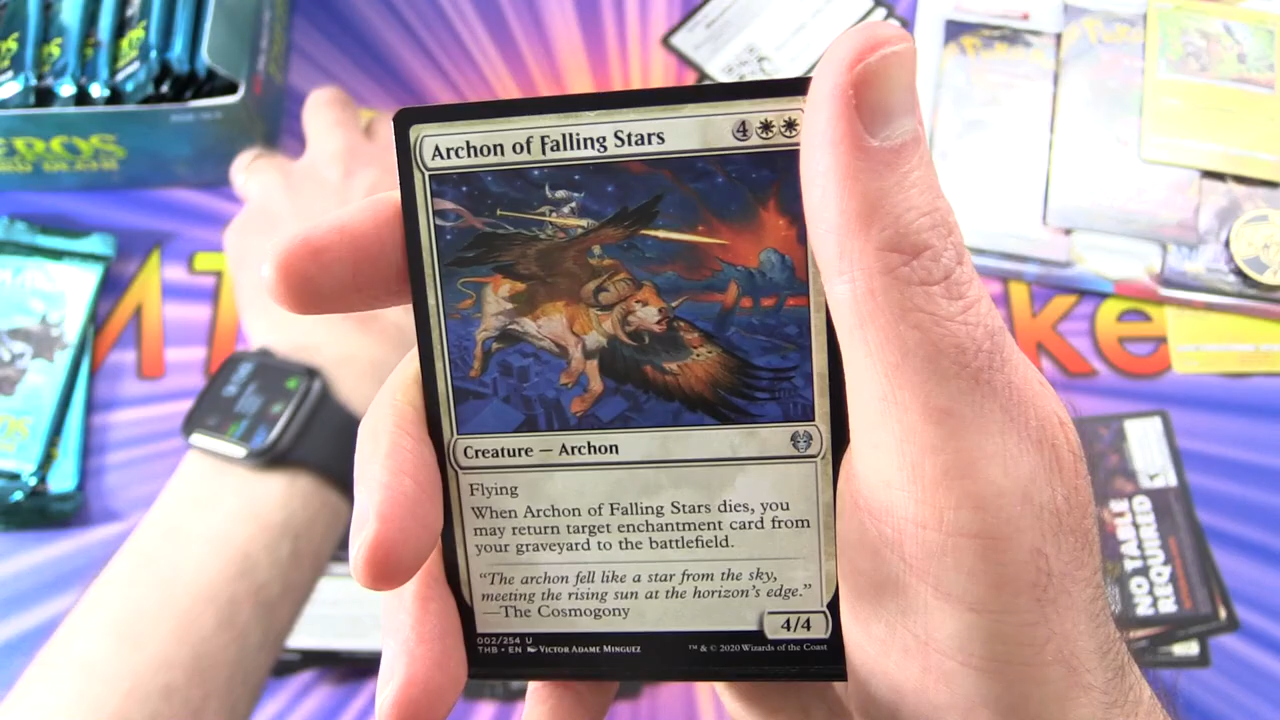 EROS
Archon of Falling Stars
4
Creature — Archon
Flying
When Archon of Falling Stars dies, you
may return target enchantment card from
your graveyard to the battlefield.
“The archon fell like a star from the sky,
meeting the rising sun at the horizon's edge.”
—The Cosmogony
4/4
002/254 U
THB • EN Victor Adame Minguez
™ & © 2020 Wizards of the Coast
ke
NO TABLE
REQUIRED